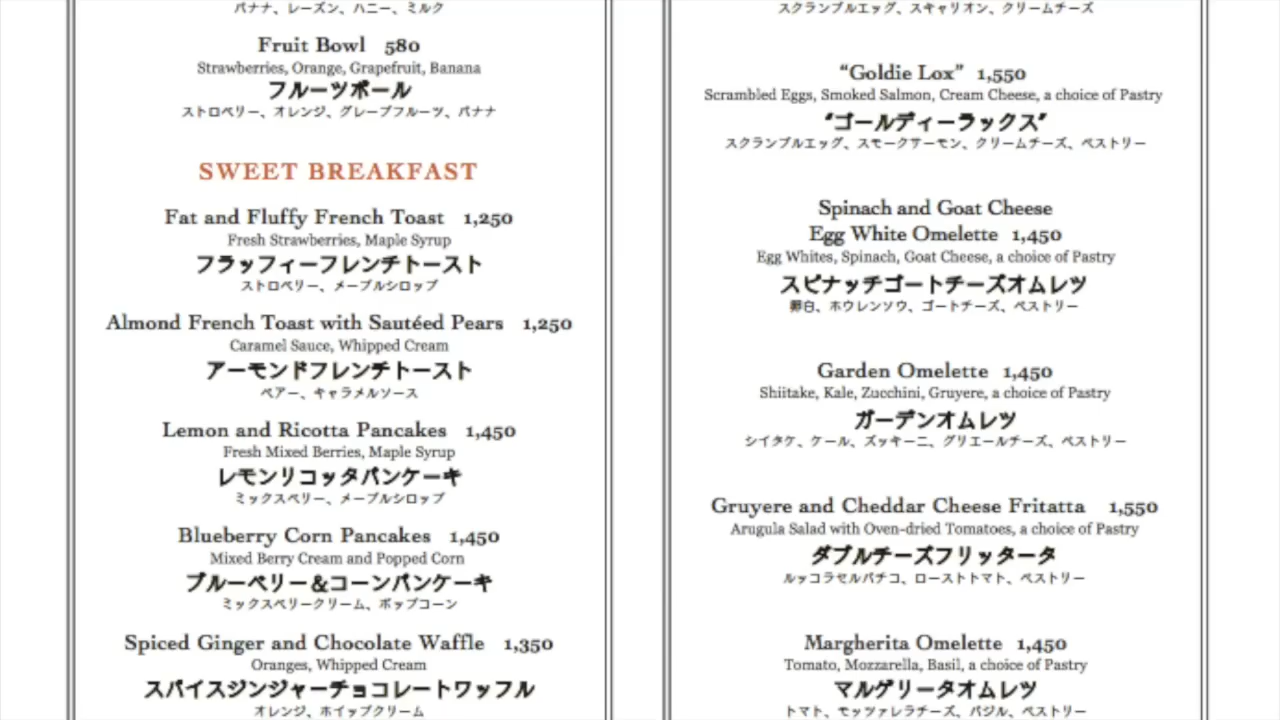 バナナ、レーズン、ハニー、ミルク
Fruit Bowl 580
Strawberries, Orange, Grapefruit, Banana
フルーツボール
ストロベリー、オレンジ、グレープフルーツ、バナナ
SWEET BREAKFAST
Fat and Fluffy French Toast 1,250
Fresh Strawberries, Maple Syrup
フラッフィーフレンチトースト
ストロベリー、メープルシロップ
Almond French Toast with Sautéed Pears 1,250
Caramel Sauce, Whipped Cream
アーモンドフレンチトースト
ペアー、キャラメルソース
Lemon and Ricotta Pancakes 1,450
Fresh Mixed Berries, Maple Syrup
レモンリコッタパンケーキ
ミックスベリー、メープルシロップ
Blueberry Corn Pancakes 1,450
Mixed Berry Cream and Popped Corn
ブルーベリー&コーンパンケーキ
ミックスベリークリーム、ポップコーン
Spiced Ginger and Chocolate Waffle 1,350
Oranges, Whipped Cream
スパイスジンジャーチョコレートワッフル
オレンジ、ホイップクリーム
スクランブルエッグ、スキャリオン、クリームチーズ
“Goldie Lox” 1,550
Scrambled Eggs, Smoked Salmon, Cream Cheese, a choice of Pastry
“ゴールディーラックス”
スクランブルエッグ、スモークサーモン、クリームチーズ、ペストリー
Spinach and Goat Cheese
Egg White Omelette 1,450
Egg Whites, Spinach, Goat Cheese, a choice of Pastry
スピナッチゴートチーズオムレツ
卵白、ホウレンソウ、ゴートチーズ、ペストリー
Garden Omelette 1,450
Shiitake, Kale, Zucchini, Gruyere, a choice of Pastry
ガーデンオムレツ
シイタケ、ケール、ズッキーニ、グリエールチーズ、ペストリー
Gruyere and Cheddar Cheese Fritatta 1,550
Arugula Salad with Oven-dried Tomatoes, a choice of Pastry
ダブルチーズフリッタータ
ルッコラセルバチコ、ローストトマト、ペストリー
Margherita Omelette 1,450
Tomato, Mozzarella, Basil, a choice of Pastry
マルゲリータオムレツ
トマト、モッツァレラチーズ、バジル、ペストリー